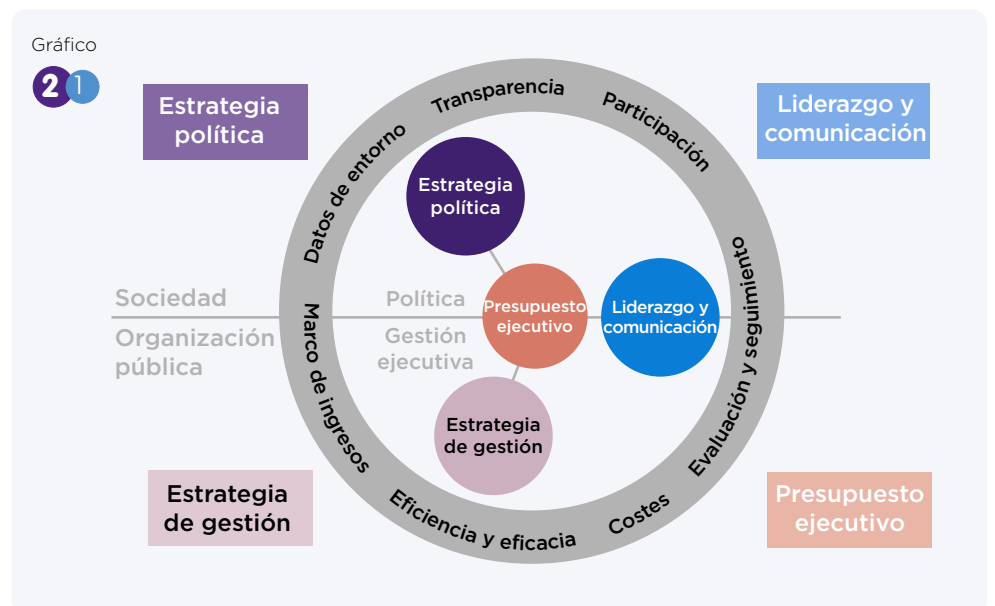 Gráfico
2 1
Estrategia
política
Liderazgo y
comunicación
Transparencia
Participación
Datos de entorno
Estrategia
política
Evaluación y seguimiento
Sociedad
Organización
pública
Marco de ingresos
Política
Gestión
ejecutiva
Presupuesto
ejecutivo
Liderazgo y
comunicación
Estrategia
de gestión
Eficiencia y eficacia
Costes
Estrategia
de gestión
Presupuesto
ejecutivo